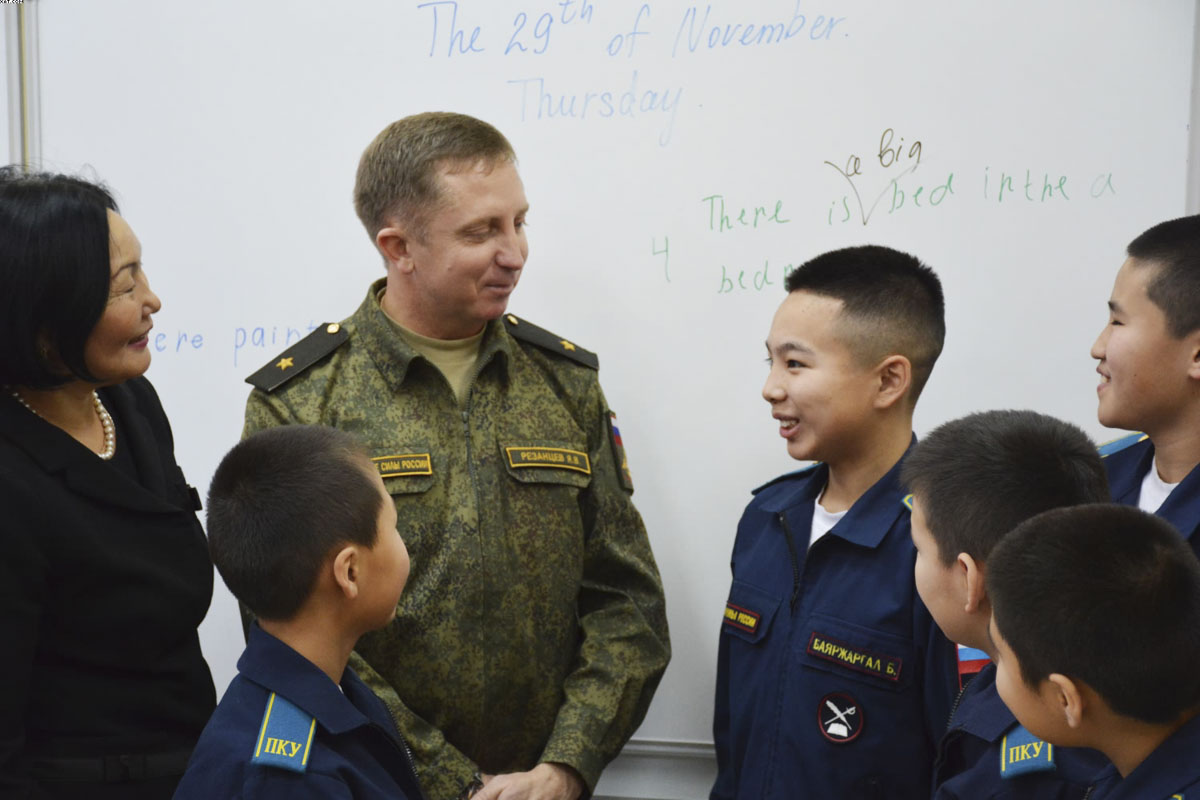 The 29th of November.
Thursday.
a big
There is bed in the a
4
bed
ere paint
СИЛЫ РОССИИ
РЕЗАНЦЕВ Я.В.
РОССИИ
БАЯРЖАРГАЛ Б.
ПКУ
ПКУ